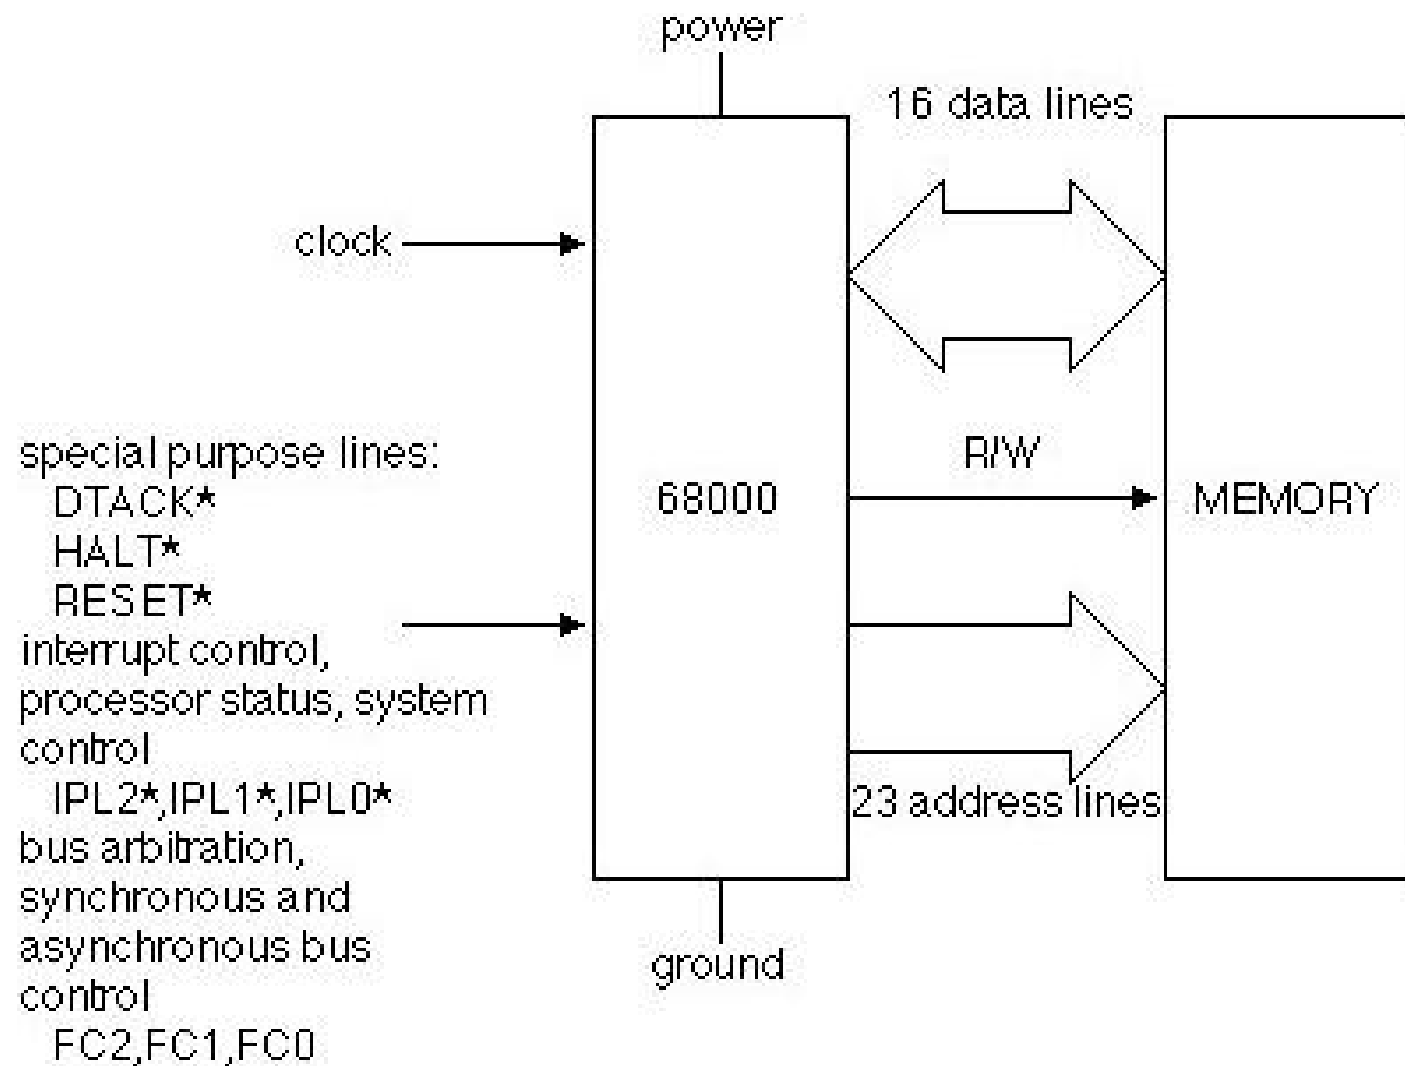 power
16 data lines
clock
special purpose lines:
DTACK*
HALT*
RESET*
interrupt control,
processor status, system
control
IPL2*,IPL1*,IPL0*
bus arbitration,
synchronous and
asynchronous bus
control
FC2,FC1,FC0
68000
R/W
MEMORY
23 address lines
ground